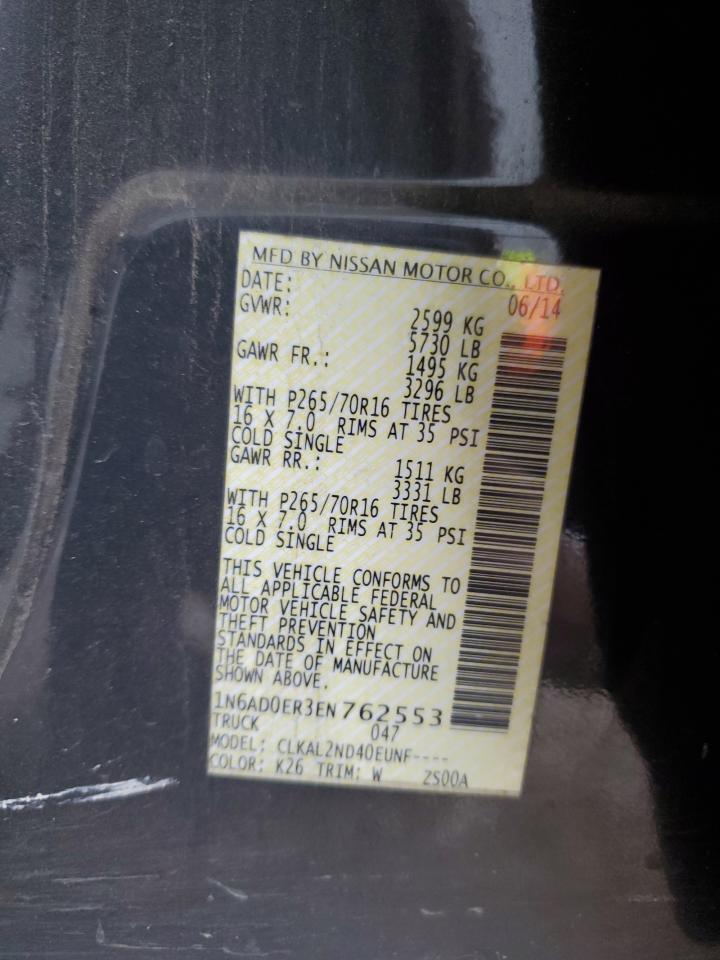 MFD BY NISSAN MOTOR CO., LTD.
DATE: 06/14
GVWR: 2599 KG
5730 LB
GAWR FR.: 1495 KG
3296 LB
WITH P265/70R16 TIRES
16 X 7.0 RIMS AT 35 PSI
COLD SINGLE
GAWR RR.: 1511 KG
3331 LB
WITH P265/70R16 TIRES
16 X 7.0 RIMS AT 35 PSI
COLD SINGLE
THIS VEHICLE CONFORMS TO
ALL APPLICABLE FEDERAL
MOTOR VEHICLE SAFETY AND
THEFT PREVENTION
STANDARDS IN EFFECT ON
THE DATE OF MANUFACTURE
SHOWN ABOVE.
1N6AD0ER3EN762553
TRUCK 047
MODEL: CLKAL2ND40EUNF----
COLOR: K26 TRIM: W ZS00A